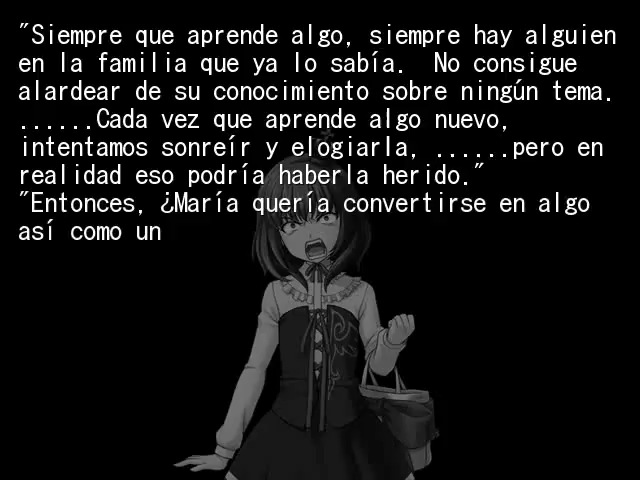 "Siempre que aprende algo, siempre hay alguien
en la familia que ya lo sabía.  No consigue
alardear de su conocimiento sobre ningún tema.
......Cada vez que aprende algo nuevo,
intentamos sonreír y elogiarla, ......pero en
realidad eso podría haberla herido."
"Entonces, ¿María quería convertirse en algo
así como un